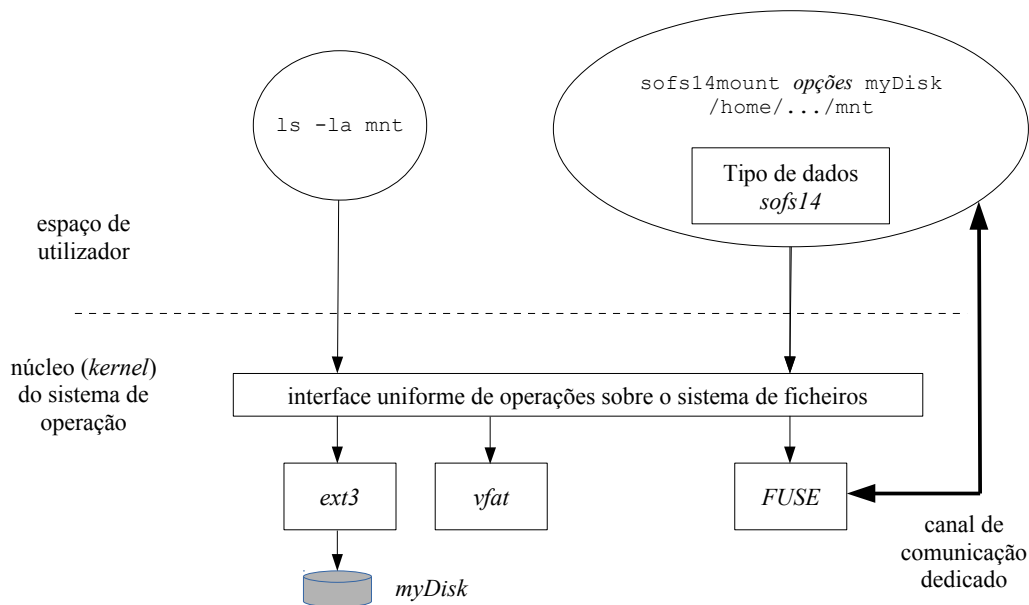 sofs14mount opções myDisk
/home/.../mnt
ls -la mnt
Tipo de dados
sofs14
espaço de
utilizador
núcleo (kernel)
do sistema de
operação
interface uniforme de operações sobre o sistema de ficheiros
ext3
vfat
FUSE
canal de
comunicação
dedicado
myDisk